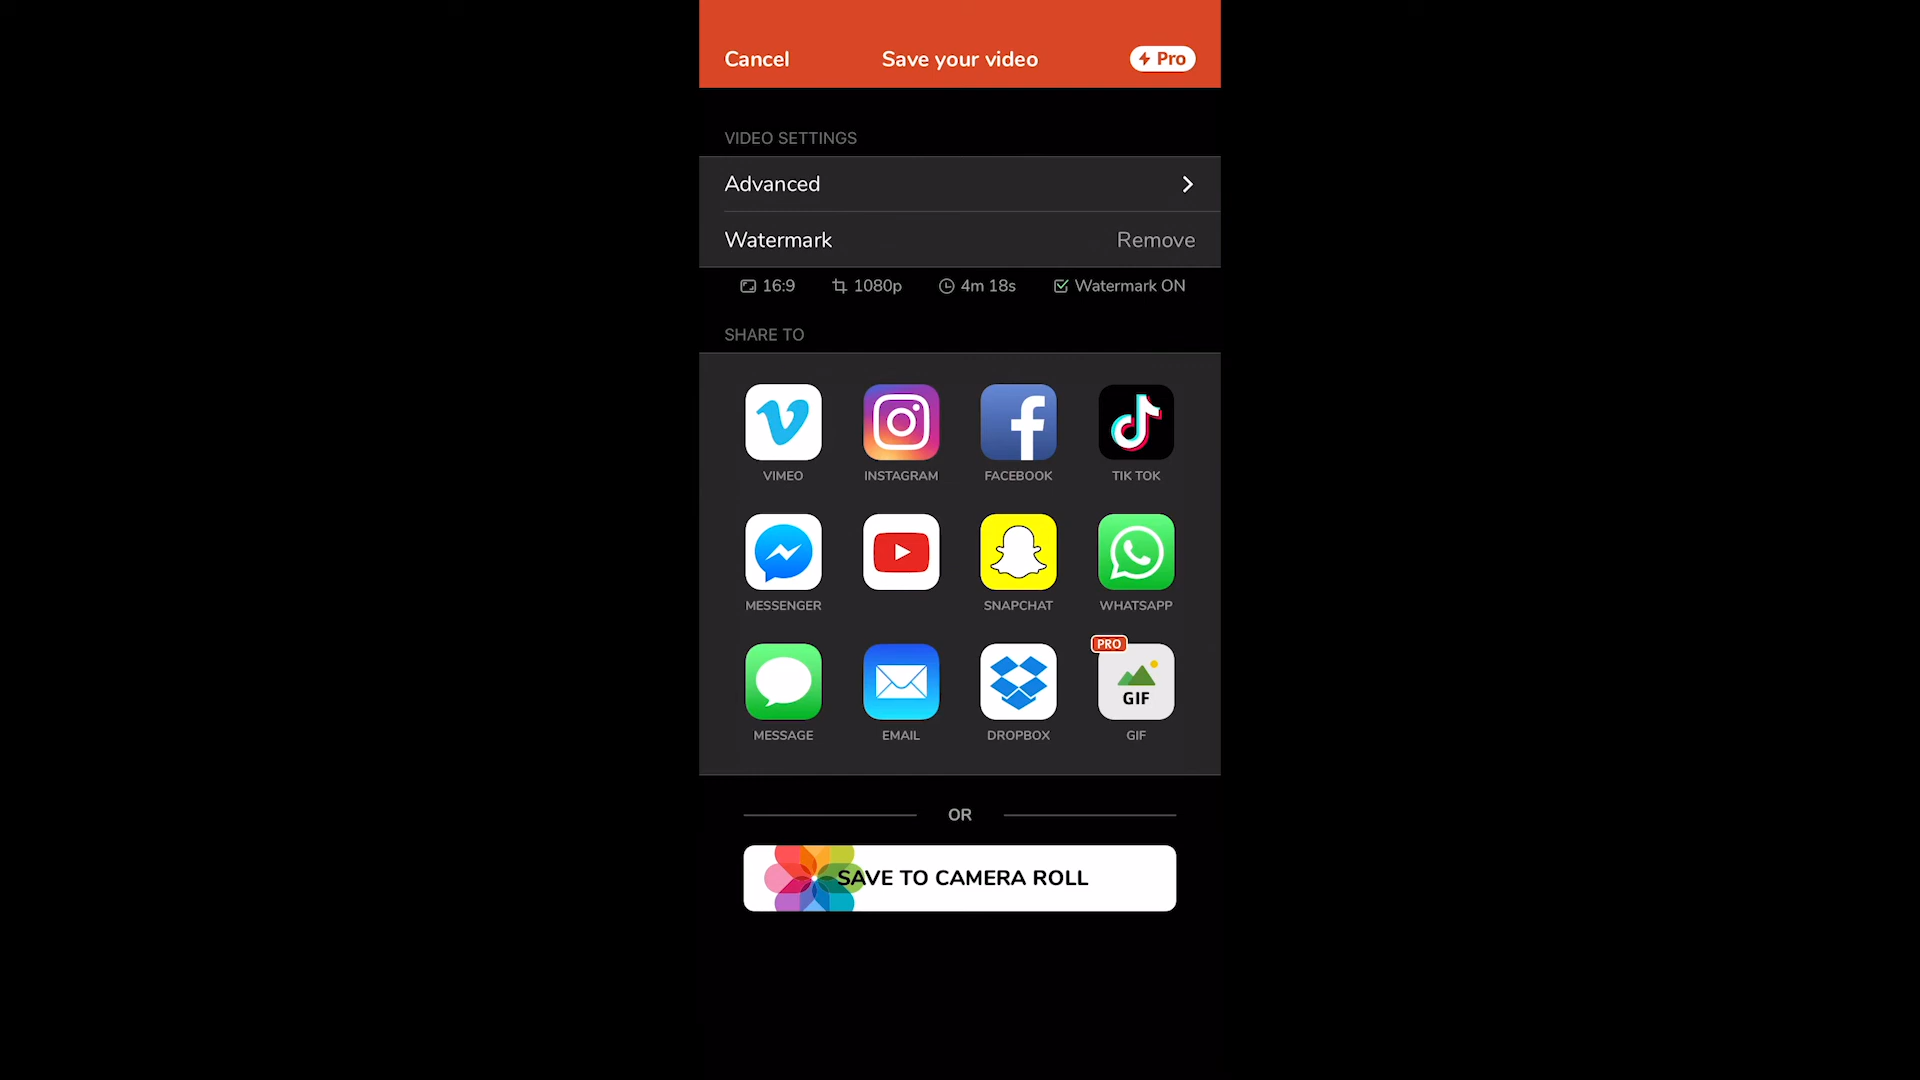 Cancel Save your video Pro
VIDEO SETTINGS
Advanced
Watermark Remove
16:9 1080p 4m 18s Watermark ON
SHARE TO
VIMEO INSTAGRAM FACEBOOK TIK TOK
MESSENGER SNAPCHAT WHATSAPP
PRO
GIF
MESSAGE EMAIL DROPBOX GIF
OR
SAVE TO CAMERA ROLL